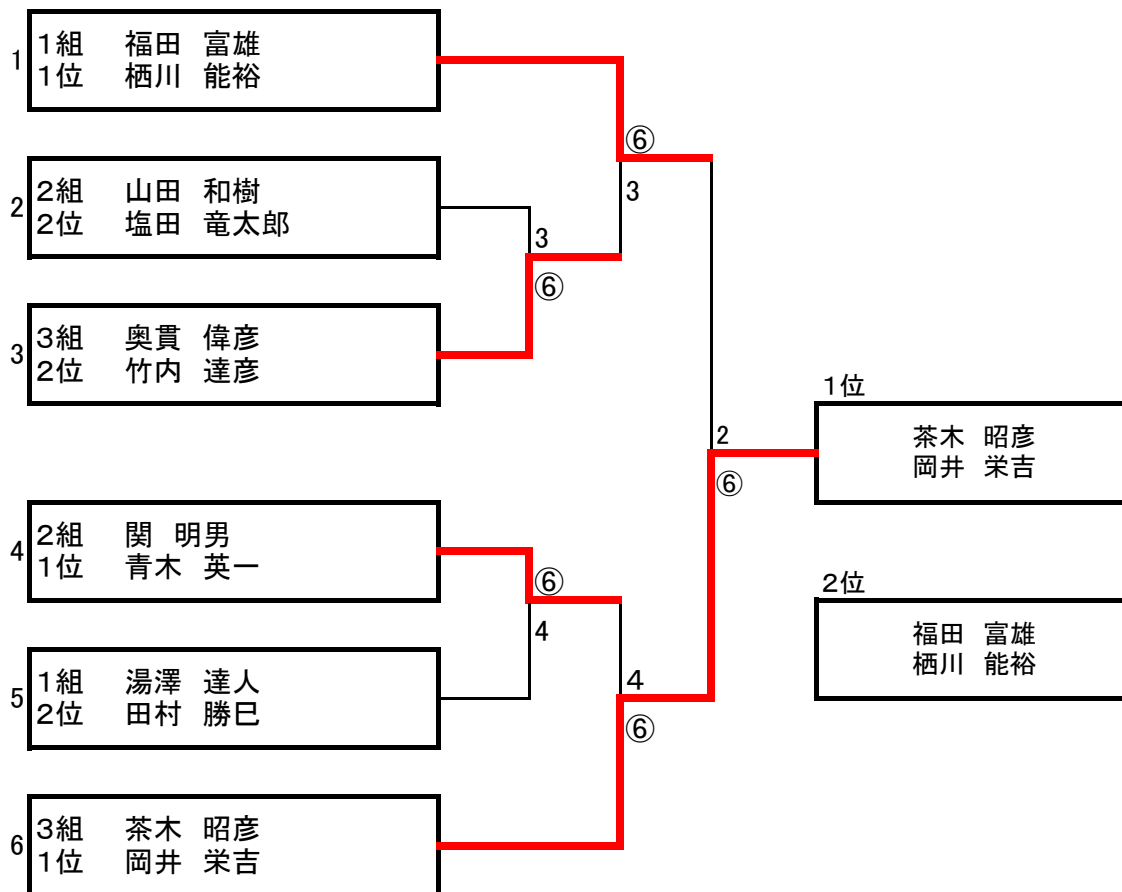 1
1組 福田 富雄
1位 栖川 能裕
⑥
3
2
2組 山田 和樹
2位 塩田 竜太郎
3
⑥
3
3組 奥貫 偉彦
2位 竹内 達彦
1位
茶木 昭彦
岡井 栄吉
2
⑥
4
2組 関 明男
1位 青木 英一
⑥
4
2位
福田 富雄
栖川 能裕
5
1組 湯澤 達人
2位 田村 勝巳
4
⑥
6
3組 茶木 昭彦
1位 岡井 栄吉